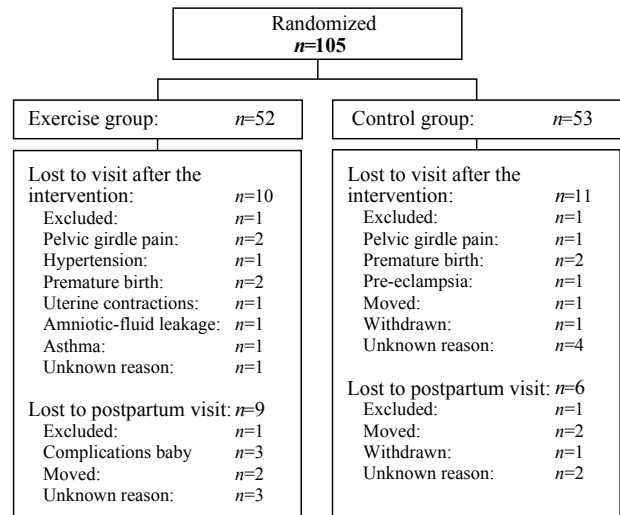 Randomized
n=105
Exercise group: n=52
Lost to visit after the
intervention: n=10
Excluded: n=1
Pelvic girdle pain: n=2
Hypertension: n=1
Premature birth: n=2
Uterine contractions: n=1
Amniotic-fluid leakage: n=1
Asthma: n=1
Unknown reason: n=1
Lost to postpartum visit: n=9
Excluded: n=1
Complications baby n=3
Moved: n=2
Unknown reason: n=3
Control group: n=53
Lost to visit after the
intervention: n=11
Excluded: n=1
Pelvic girdle pain: n=1
Premature birth: n=2
Pre-eclampsia: n=1
Moved: n=1
Withdrawn: n=1
Unknown reason: n=4
Lost to postpartum visit: n=6
Excluded: n=1
Moved: n=2
Withdrawn: n=1
Unknown reason: n=2